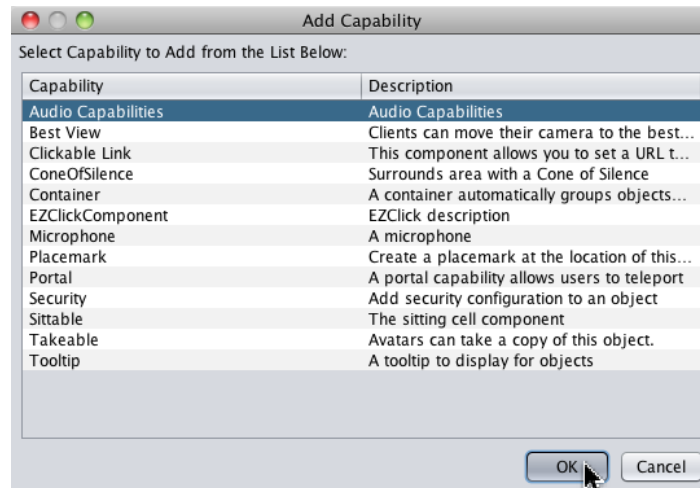 Add Capability
Select Capability to Add from the List Below:
Capability Description
Audio Capabilities Audio Capabilities
Best View Clients can move their camera to the best...
Clickable Link This component allows you to set a URL t...
ConeOfSilence Surrounds area with a Cone of Silence
Container A container automatically groups objects...
EZClickComponent EZClick description
Microphone A microphone
Placemark Create a placemark at the location of this...
Portal A portal capability allows users to teleport
Security Add security configuration to an object
Sittable The sitting cell component
Takeable Avatars can take a copy of this object.
Tooltip A tooltip to display for objects
OK Cancel